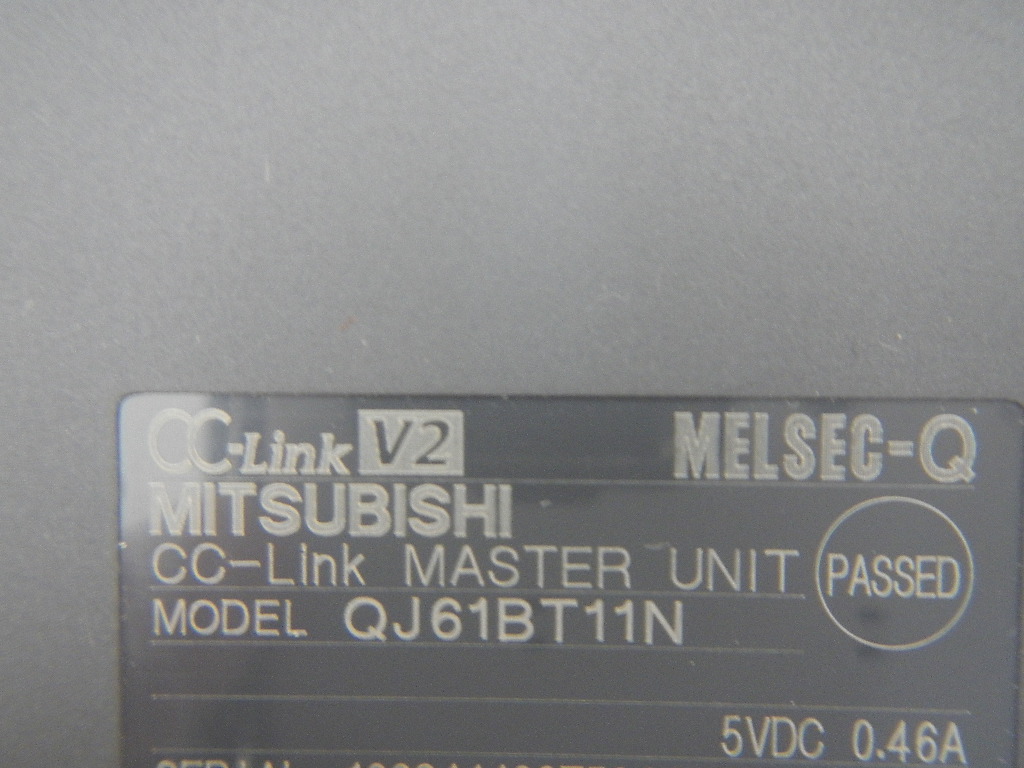 CC-Link V2 MELSEC-Q
MITSUBISHI
CC-Link MASTER UNIT
PASSED
MODEL QJ61BT11N
5VDC 0.46A